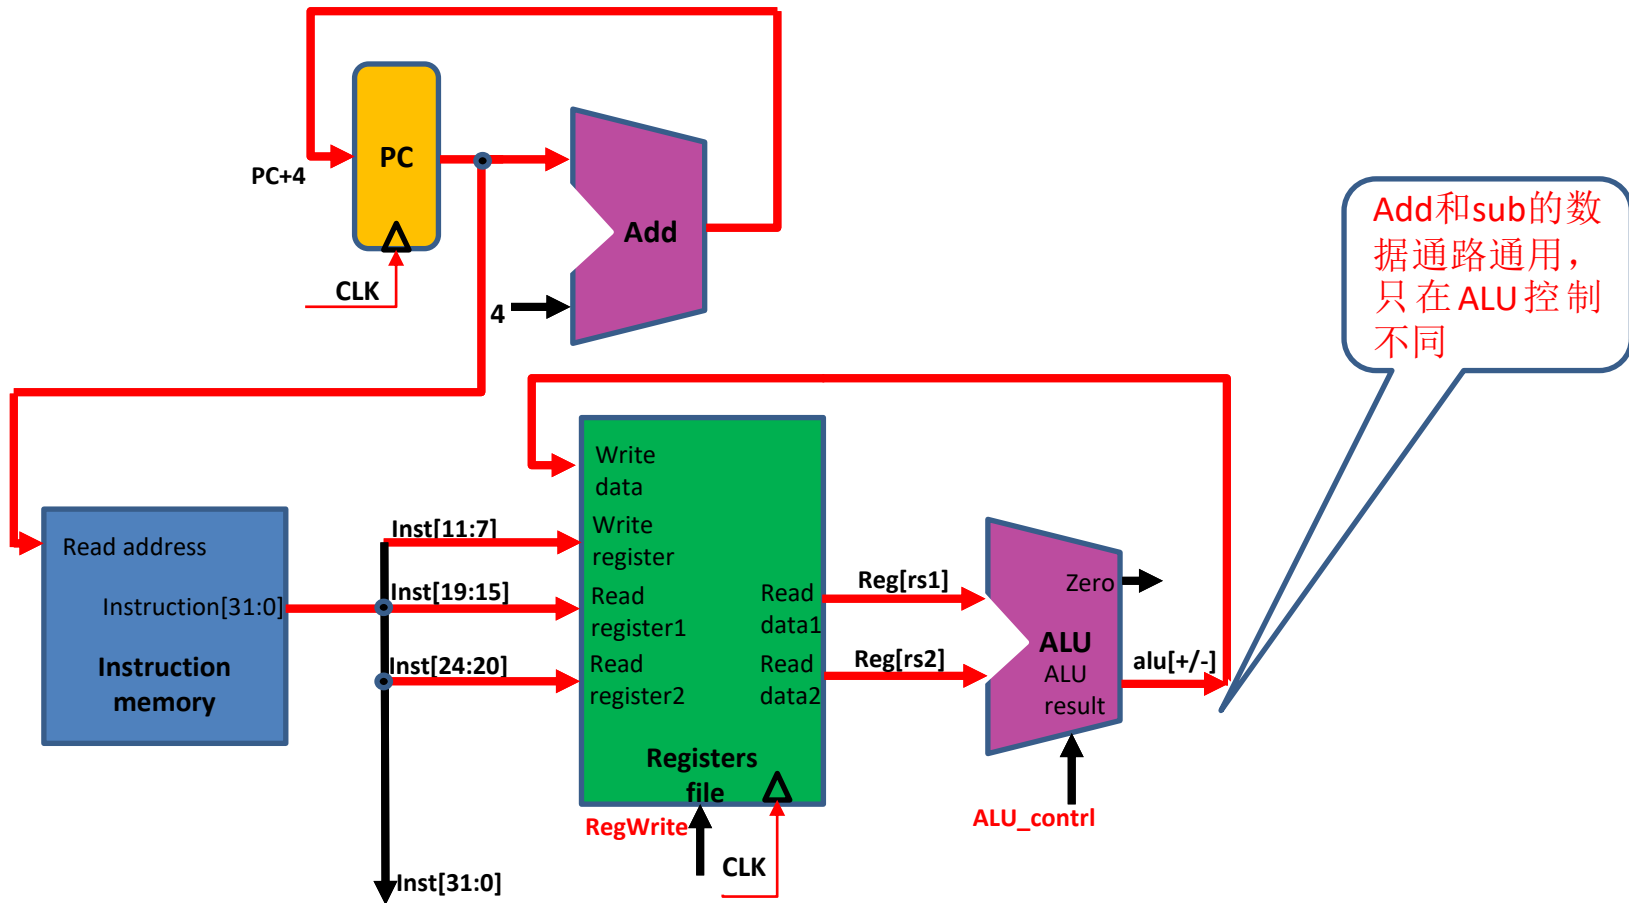 PC
PC+4
Add
CLK
4
Add和sub的数
据通路通用，
只在ALU控制
不同
Write
data
Inst[11:7]
Write
register
Read address
Inst[19:15]
Read
register1
Instruction[31:0]
Inst[24:20]
Read
register2
Instruction
memory
Read
data1
Read
data2
Reg[rs1]
Reg[rs2]
Zero
ALU
ALU
result
alu[+/-]
Registers
file
RegWrite
CLK
ALU_contrl
Inst[31:0]